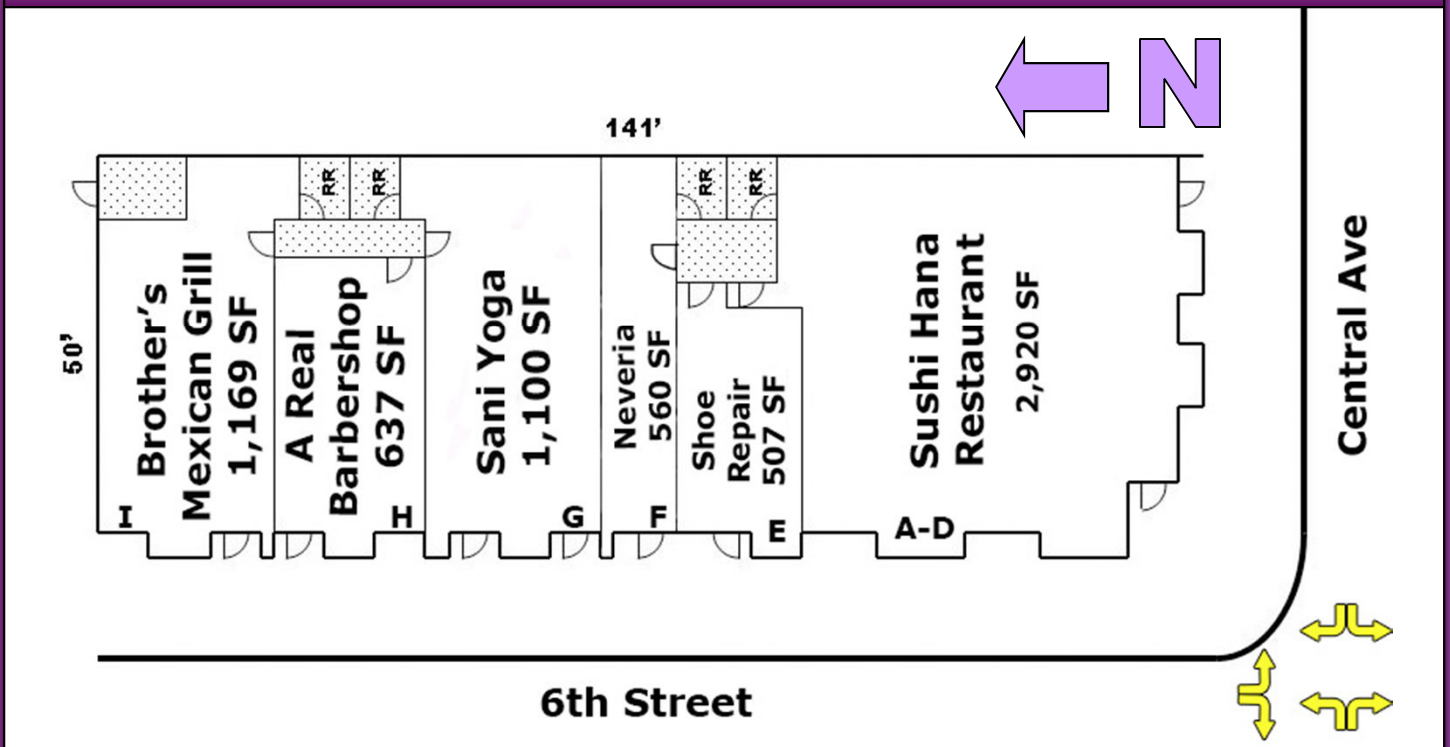 N
141’
50’
RR
RR
RR
RR
Brother’s
Mexican Grill
1,169 SF
I
A Real
Barbershop
637 SF
H
Sani Yoga
1,100 SF
G
Neveria
560 SF
F
Shoe
Repair
507 SF
E
Sushi Hana
Restaurant
2,920 SF
A-D
Central Ave
6th Street